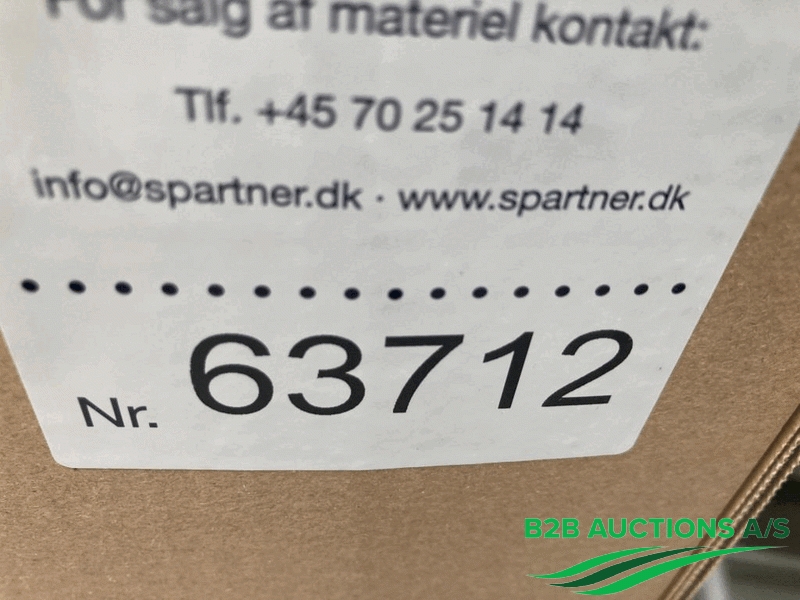 For salg af materiel kontakt:
Tlf. +45 70 25 14 14
info@spartner.dk · www.spartner.dk
Nr. 63712
B2B AUCTIONS A/S